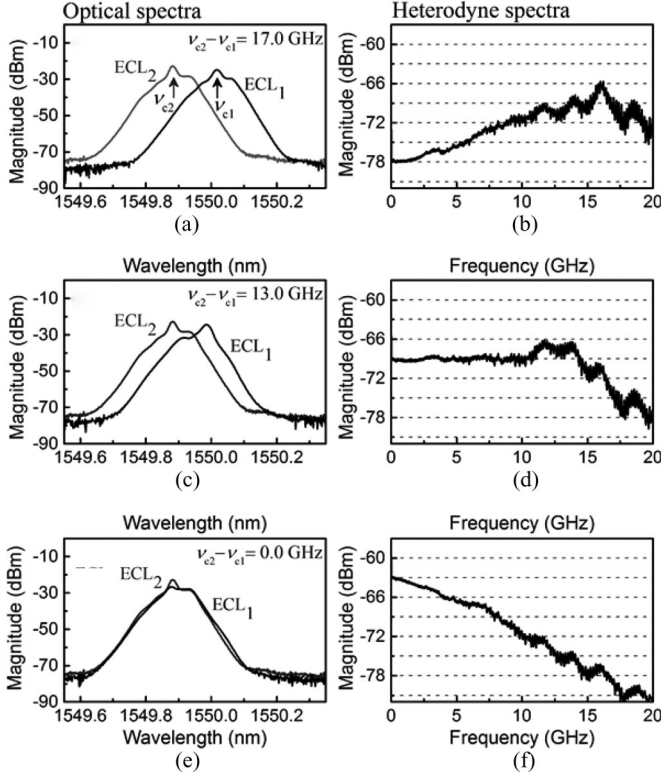 Optical spectra
Heterodyne spectra
Magnitude (dBm)
-10
-30
-50
-70
-90
ν_c2 − ν_c1 = 17.0 GHz
ECL_2
ECL_1
ν_c2
ν_c1
1549.6 1549.8 1550.0 1550.2
(a)
Magnitude (dBm)
-60
-66
-72
-78
0 5 10 15 20
(b)
Wavelength (nm)
Frequency (GHz)
Magnitude (dBm)
-10
-30
-50
-70
-90
ν_c2 − ν_c1 = 13.0 GHz
ECL_2
ECL_1
1549.6 1549.8 1550.0 1550.2
(c)
Magnitude (dBm)
-60
-66
-72
-78
0 5 10 15 20
(d)
Wavelength (nm)
Frequency (GHz)
Magnitude (dBm)
-10
-30
-50
-70
-90
ν_c2 − ν_c1 = 0.0 GHz
ECL_2
ECL_1
1549.6 1549.8 1550.0 1550.2
Wavelength (nm)
(e)
Magnitude (dBm)
-60
-66
-72
-78
0 5 10 15 20
Frequency (GHz)
(f)